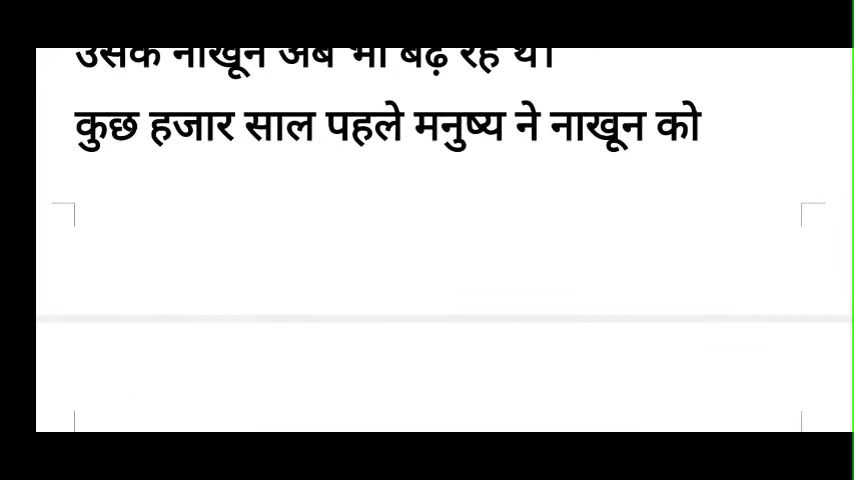 उसके नाखून अब भी बढ़ रहे थे।
कुछ हजार साल पहले मनुष्य ने नाखून को